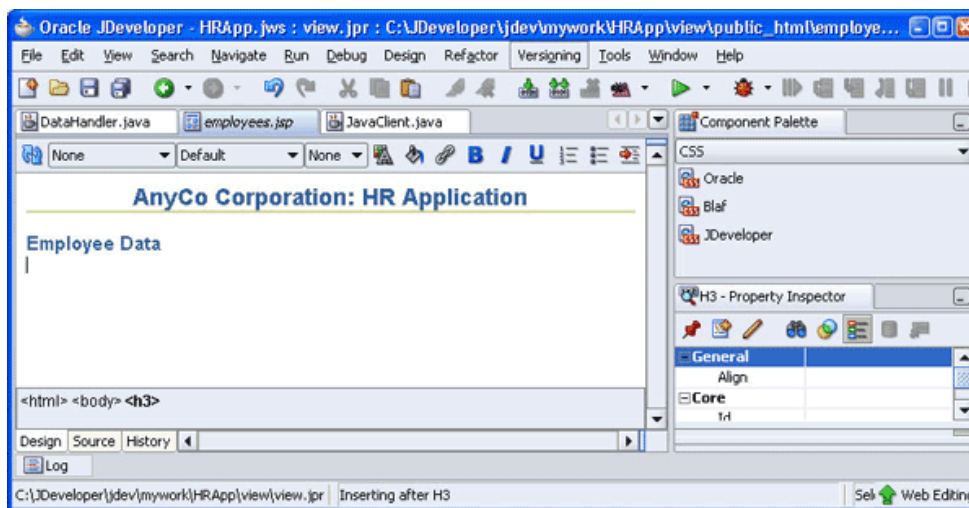 Oracle JDeveloper - HRApp.jws : view.jpr : C:\JDeveloper\jdev\mywork\HRApp\view\public_html\employe...
File Edit View Search Navigate Run Debug Design Refactor Versioning Tools Window Help
DataHandler.java employees.jsp JavaClient.java
Component Palette
None Default None B I U
CSS
Oracle
Blaf
JDeveloper
AnyCo Corporation: HR Application
Employee Data
H3 - Property Inspector
General
Align
Core
Id
<html> <body> <h3>
Design Source History
Log
C:\JDeveloper\jdev\mywork\HRApp\view\view.jpr Inserting after H3 Web Editing